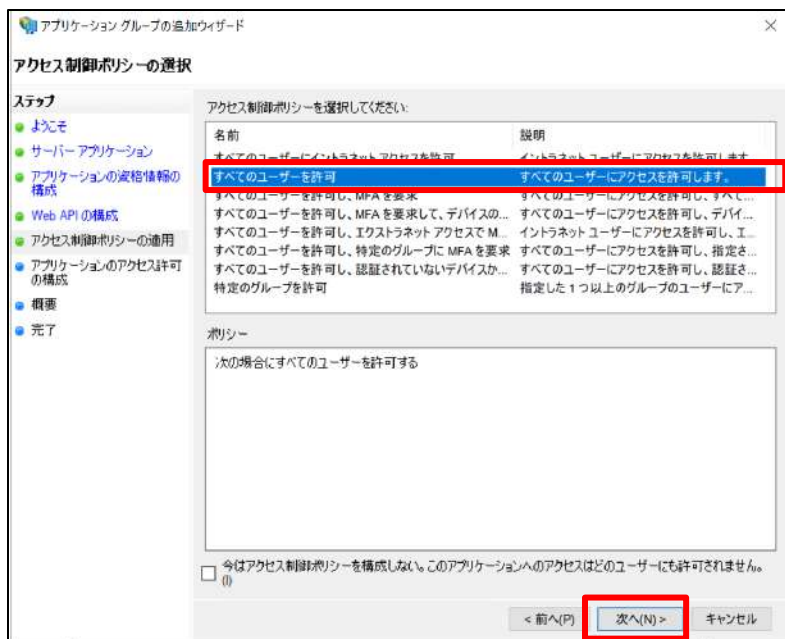 アプリケーション グループの追加ウィザード
アクセス制御ポリシーの選択
ステップ
ようこそ
サーバー アプリケーション
アプリケーションの資格情報の
構成
Web API の構成
アクセス制御ポリシーの適用
アプリケーションのアクセス許可
の構成
概要
完了
アクセス制御ポリシーを選択してください:
名前 説明
すべてのユーザーにイントラネット アクセスを許可 イントラネット ユーザーにアクセスを許可します
すべてのユーザーを許可 すべてのユーザーにアクセスを許可します。
すべてのユーザーを許可し、MFA を要求 すべてのユーザーにアクセスを許可し、すべて...
すべてのユーザーを許可し、MFA を要求して、デバイスの... すべてのユーザーにアクセスを許可し、デバイ...
すべてのユーザーを許可し、エクストラネット アクセスで M... イントラネット ユーザーにアクセスを許可し、エ...
すべてのユーザーを許可し、特定のグループに MFA を要求 すべてのユーザーにアクセスを許可し、指定さ...
すべてのユーザーを許可し、認証されていないデバイスか... すべてのユーザーにアクセスを許可し、認証さ...
特定のグループを許可 指定した 1 つ以上のグループのユーザーにア...
ポリシー
次の場合にすべてのユーザーを許可する
今はアクセス制御ポリシーを構成しない。このアプリケーションへのアクセスはどのユーザーにも許可されません。
(I)
< 前へ(P) 次へ(N) > キャンセル